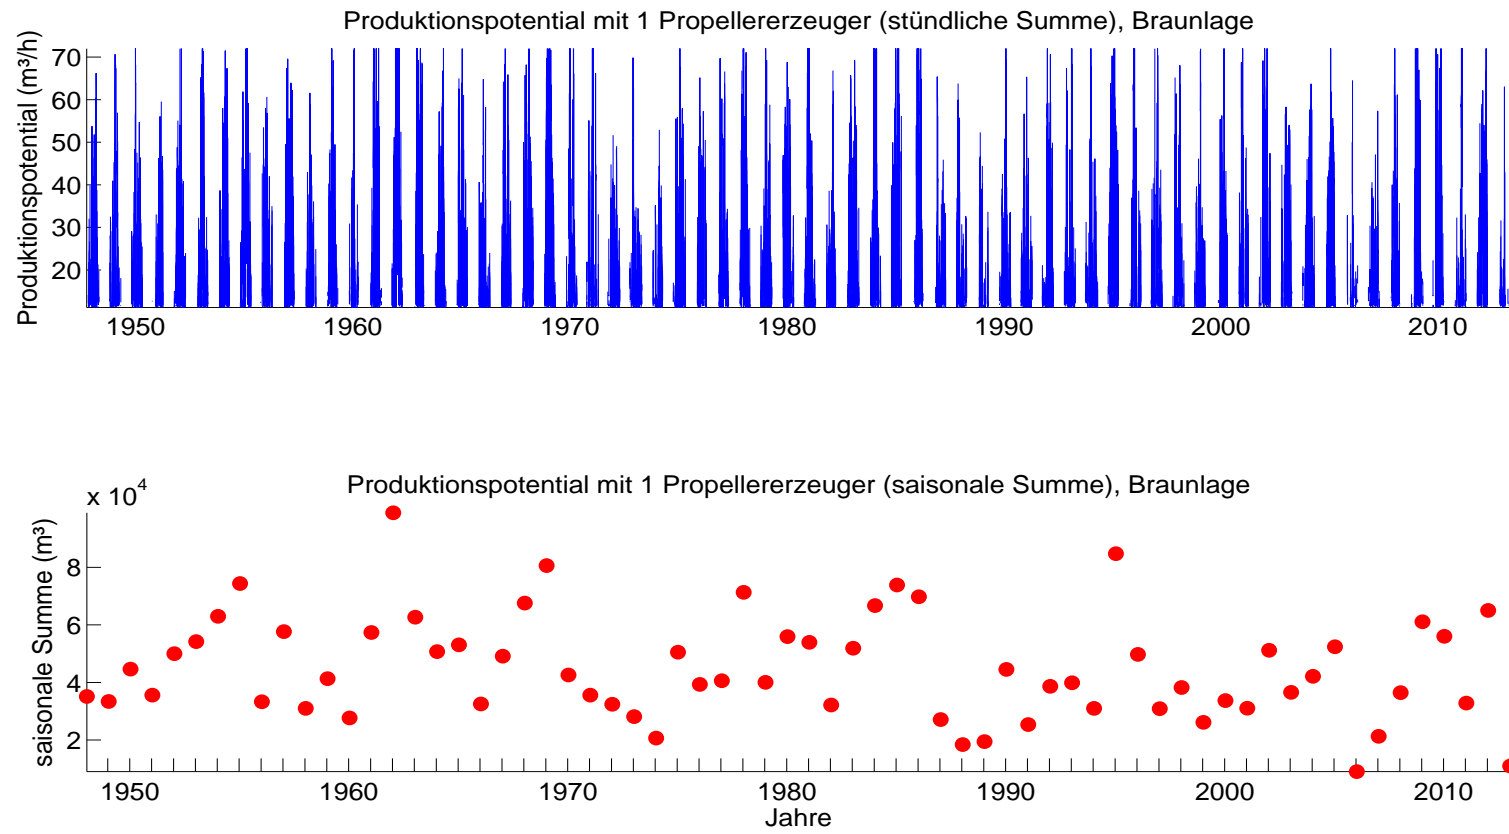 Produktionspotential mit 1 Propellererzeuger (stündliche Summe), Braunlage
Produktionspotential (m³/h)
70
60
50
40
30
20
1950 1960 1970 1980 1990 2000 2010
Produktionspotential mit 1 Propellererzeuger (saisonale Summe), Braunlage
x 10⁴
saisonale Summe (m³)
8
6
4
2
1950 1960 1970 1980 1990 2000 2010
Jahre